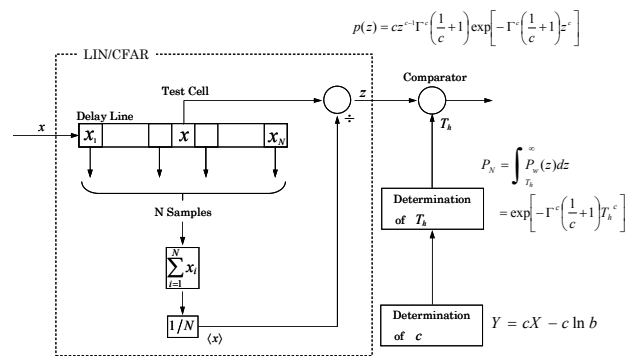 p(z) = cz^{c-1}Γ^c(1/c + 1) exp[−Γ^c(1/c + 1)z^c]
LIN/CFAR
Test Cell
Comparator
z
÷
Delay Line
x
x₁ x x_N
T_h
P_N = ∫_{T_h}^{∞} P_w(z)dz
= exp[−Γ^c(1/c + 1)T_h^c]
N Samples
Determination
of T_h
∑_{i=1}^{N} x_i
1/N
⟨x⟩
Determination
of c
Y = cX − c ln b